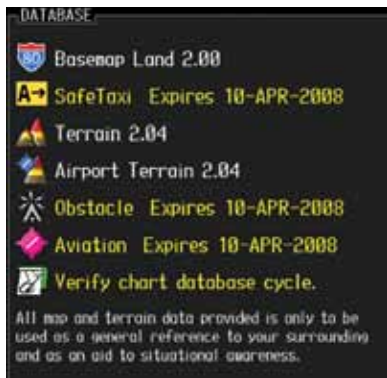 DATABASE
80 Basemap Land 2.00
A→ SafeTaxi Expires 10-APR-2008
Terrain 2.04
Airport Terrain 2.04
Obstacle Expires 10-APR-2008
Aviation Expires 10-APR-2008
Verify chart database cycle.
All map and terrain data provided is only to be
used as a general reference to your surrounding
and as an aid to situational awareness.